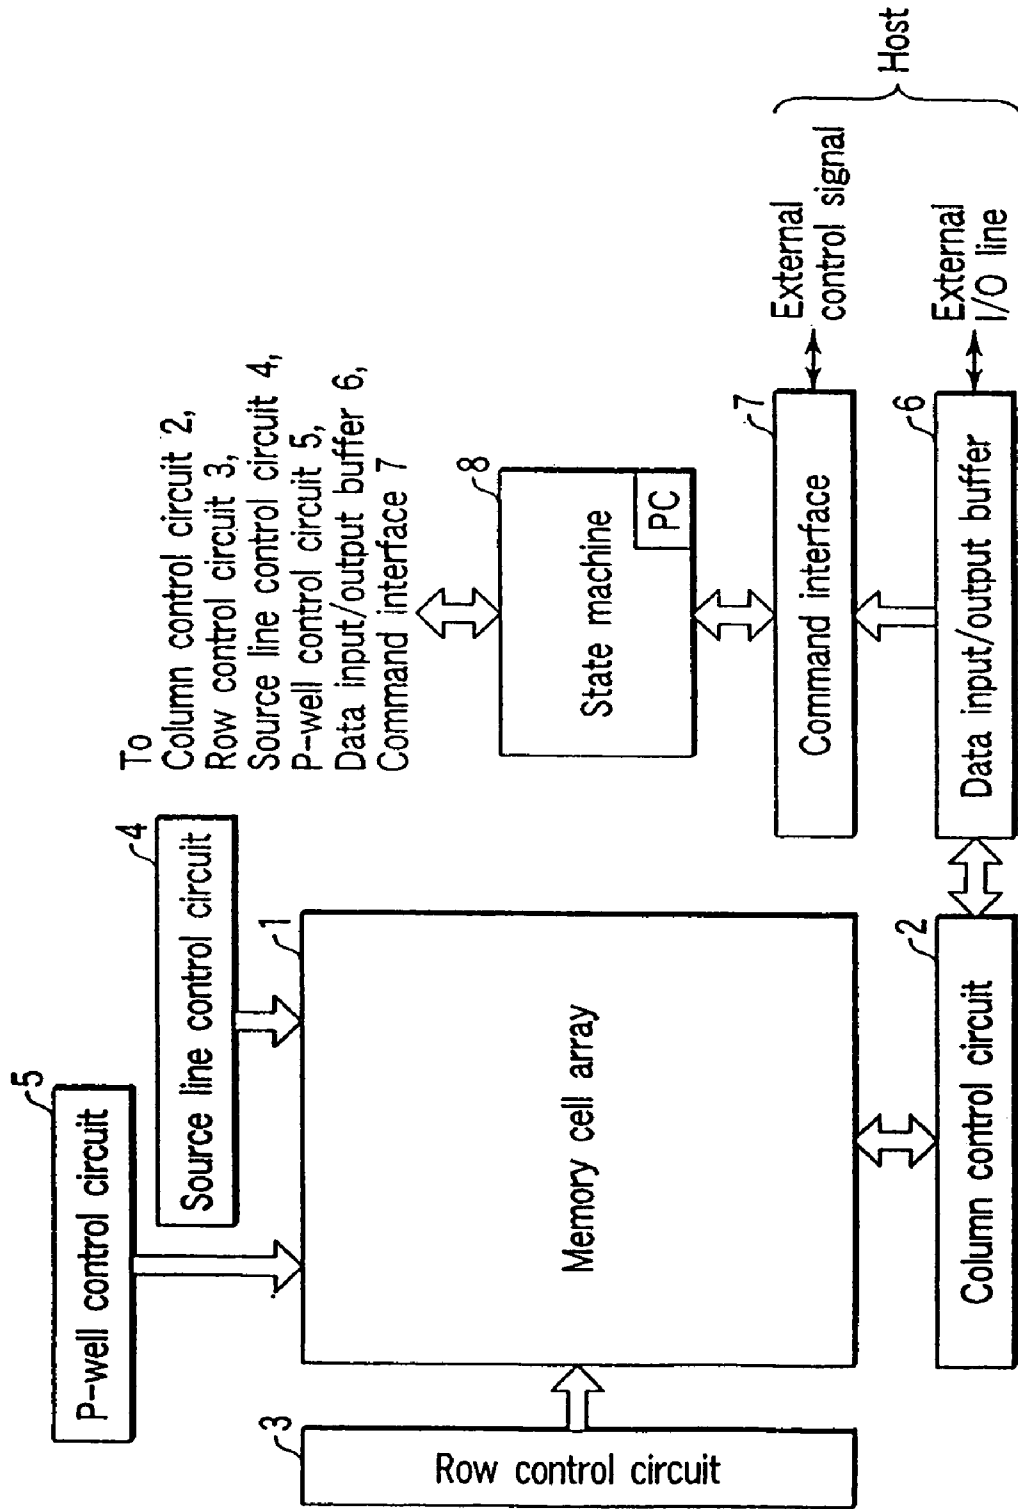 5
P-well control circuit
4
Source line control circuit
To
Column control circuit 2,
Row control circuit 3,
Source line control circuit 4,
P-well control circuit 5,
Data input/output buffer 6,
Command interface 7
3
Row control circuit
1
Memory cell array
8
State machine
PC
7
Command interface
External
control signal
Host
2
Column control circuit
6
Data input/output buffer
External
I/O line